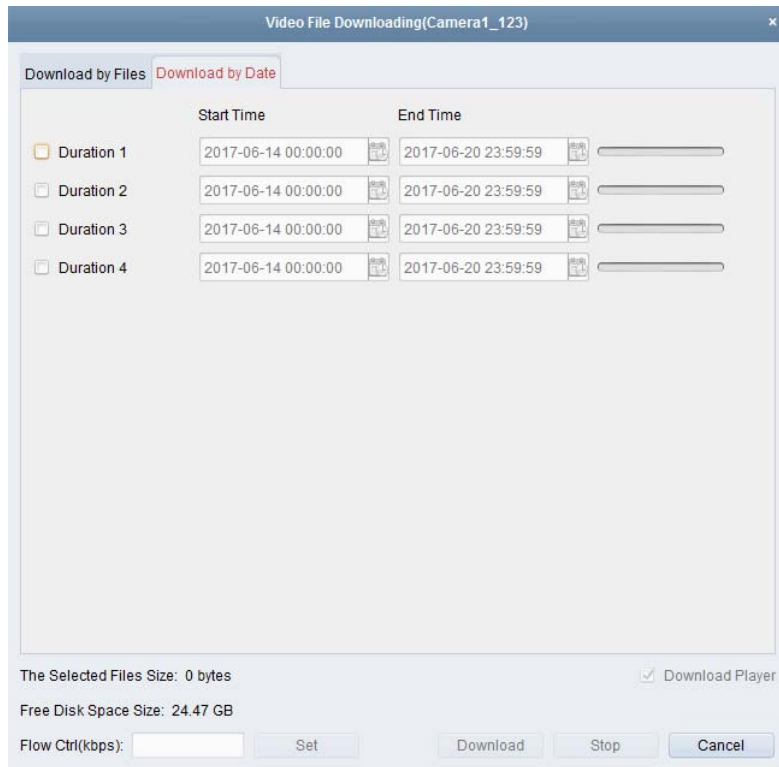 Video File Downloading(Camera1_123) ×
Download by Files Download by Date
Start Time End Time
Duration 1 2017-06-14 00:00:00 2017-06-20 23:59:59
Duration 2 2017-06-14 00:00:00 2017-06-20 23:59:59
Duration 3 2017-06-14 00:00:00 2017-06-20 23:59:59
Duration 4 2017-06-14 00:00:00 2017-06-20 23:59:59
The Selected Files Size: 0 bytes Download Player
Free Disk Space Size: 24.47 GB
Flow Ctrl(kbps): Set Download Stop Cancel